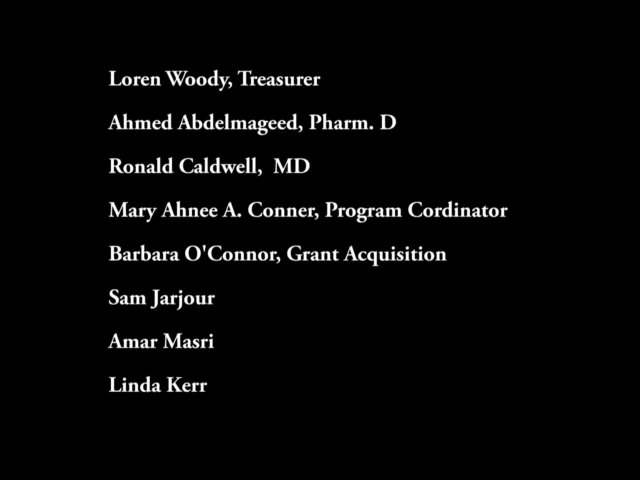 Loren Woody, Treasurer
Ahmed Abdelmageed, Pharm. D
Ronald Caldwell,  MD
Mary Ahnee A. Conner, Program Cordinator
Barbara O'Connor, Grant Acquisition
Sam Jarjour
Amar Masri
Linda Kerr